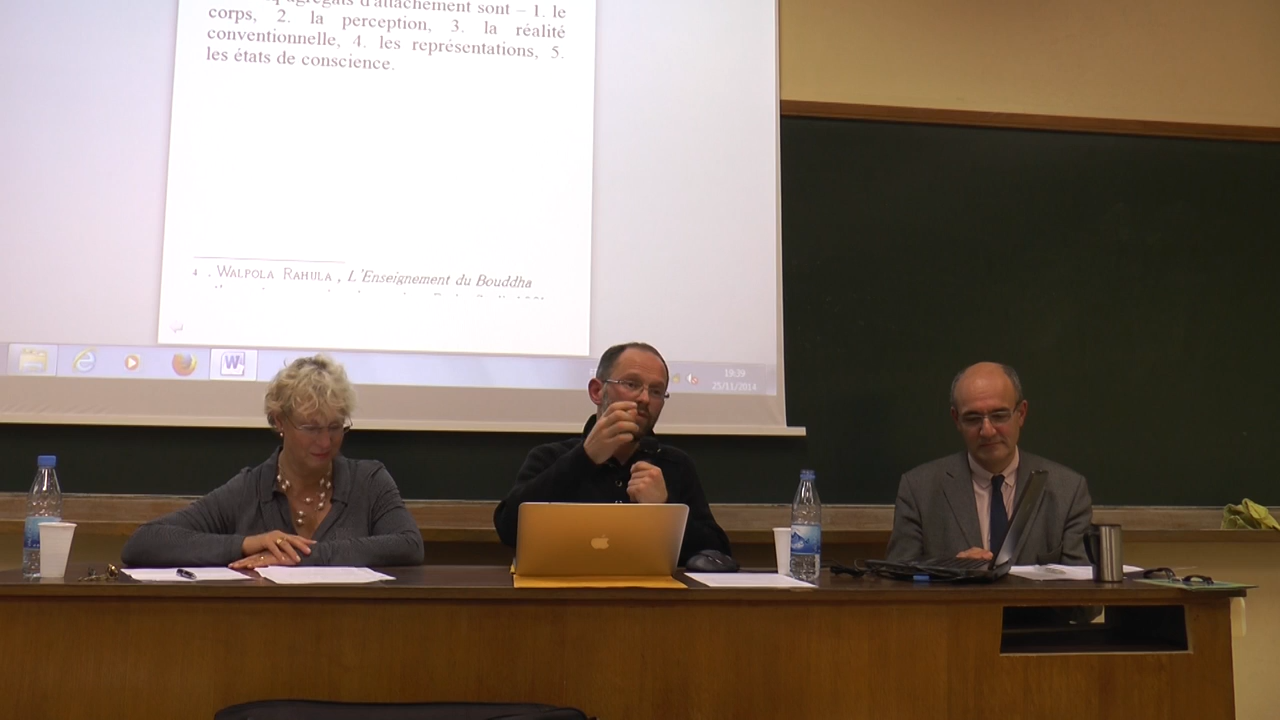 d'attachement sont – 1. le
corps, 2. la perception, 3. la réalité
conventionnelle, 4. les représentations, 5.
les états de conscience.
4 . WALPOLA RAHULA , L'Enseignement du Bouddha
19:39
25/11/2014